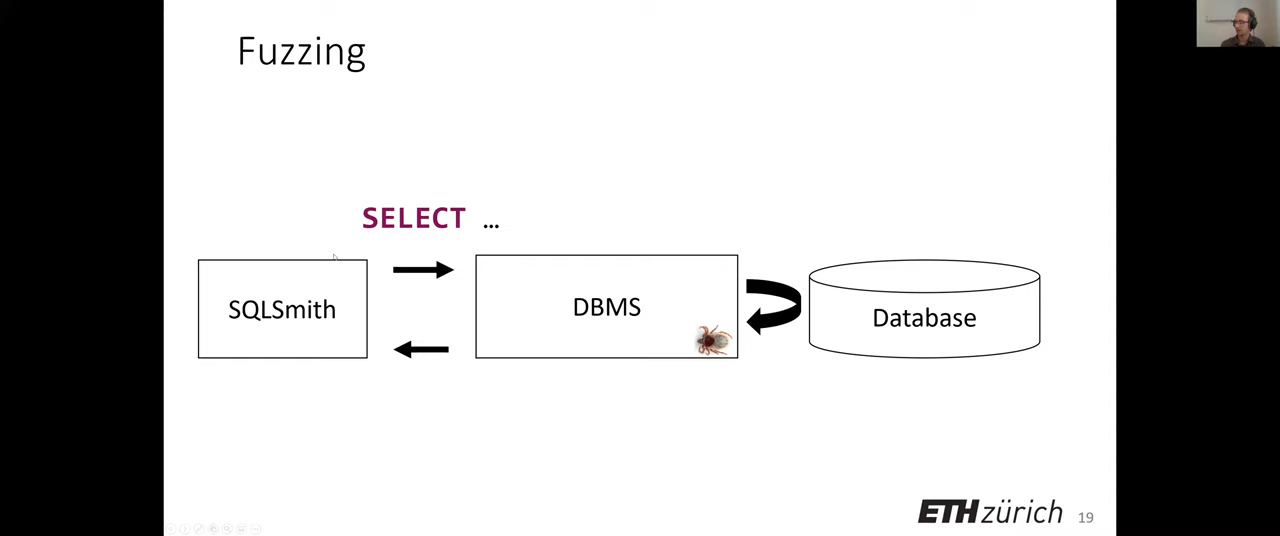 Fuzzing
SELECT ...
SQLSmith
DBMS
Database
ETH zürich
19